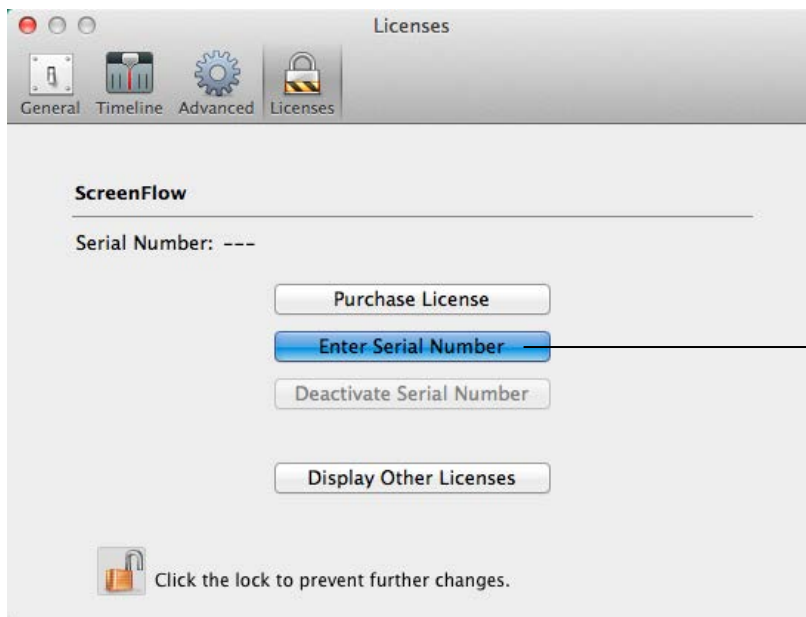 Licenses
General Timeline Advanced Licenses
ScreenFlow
Serial Number: ---
Purchase License
Enter Serial Number
Deactivate Serial Number
Display Other Licenses
Click the lock to prevent further changes.